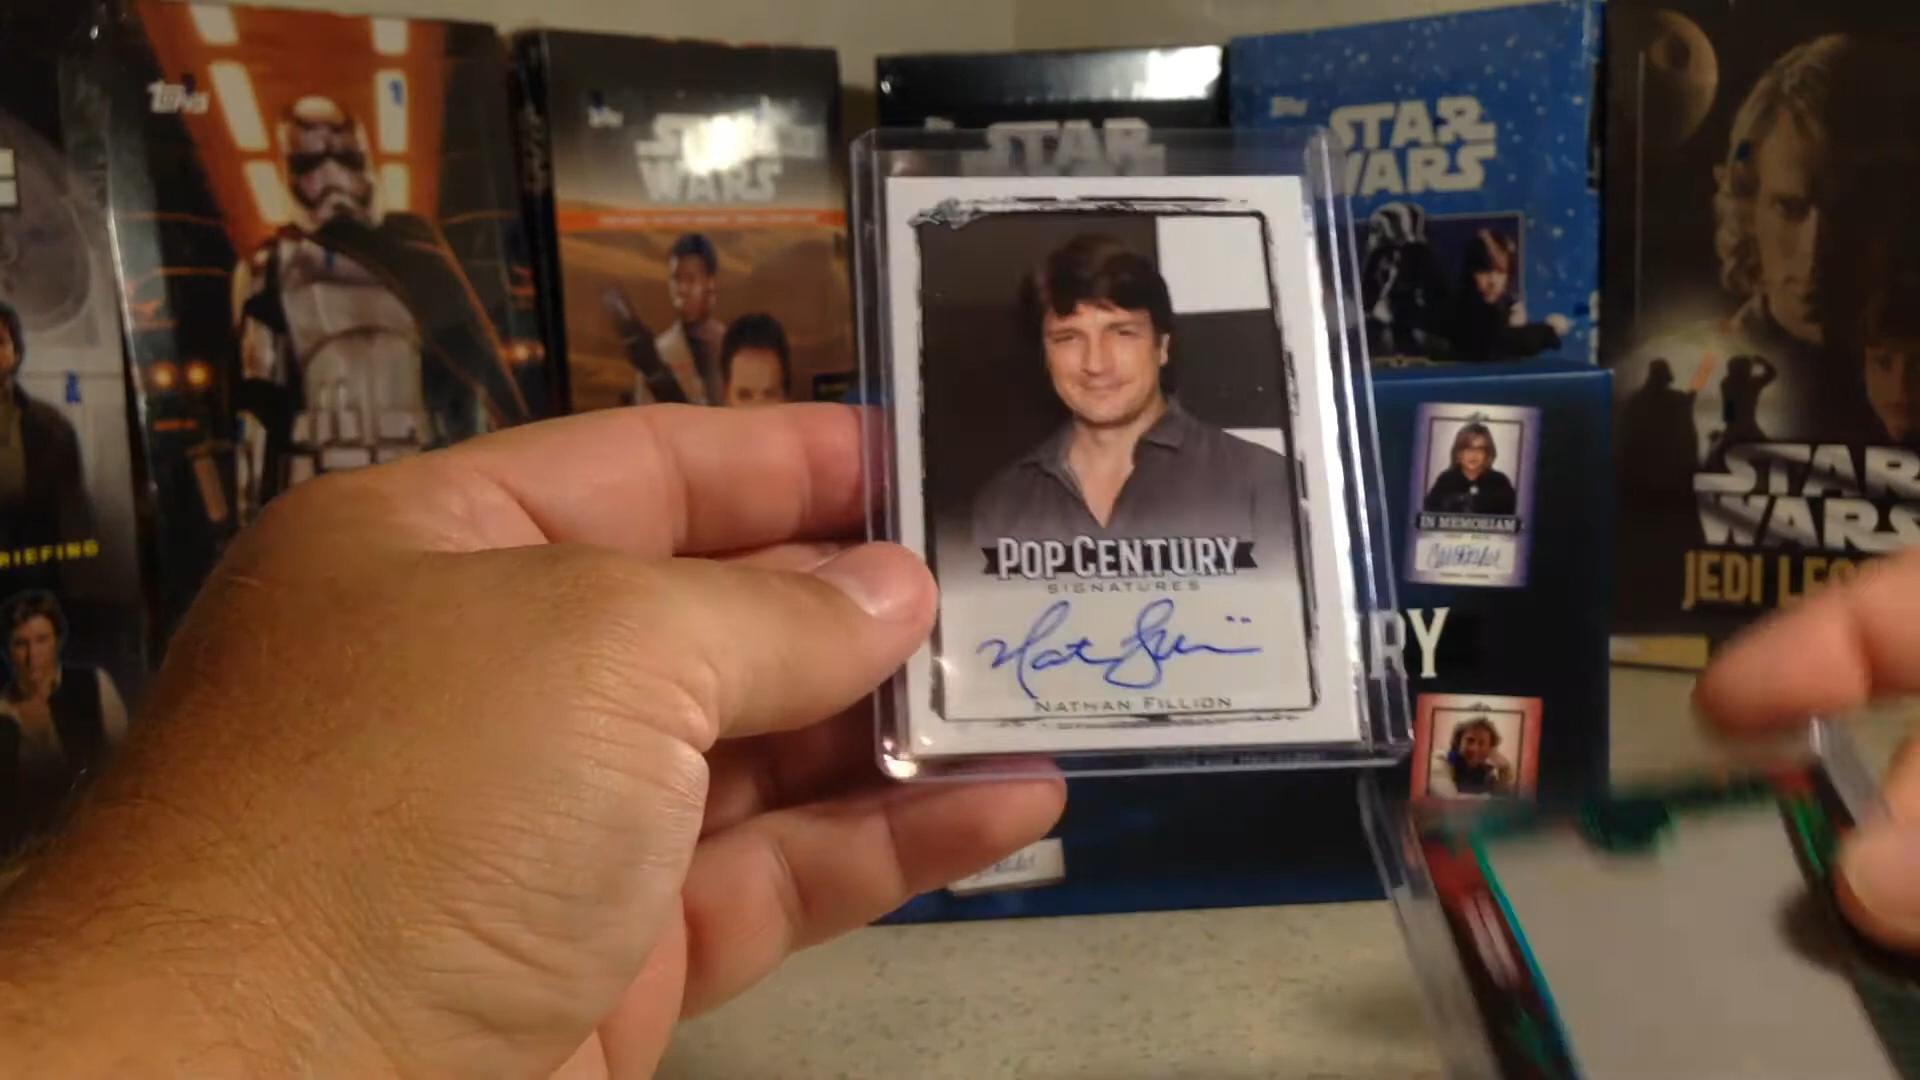 Topps
STAR
WARS
STAR
WARS
Topps
STAR
WARS
RIEFING
POP CENTURY
SIGNATURES
NATHAN FILLION
IN MEMORIAM
RY
STAR
WARS
JEDI LEG